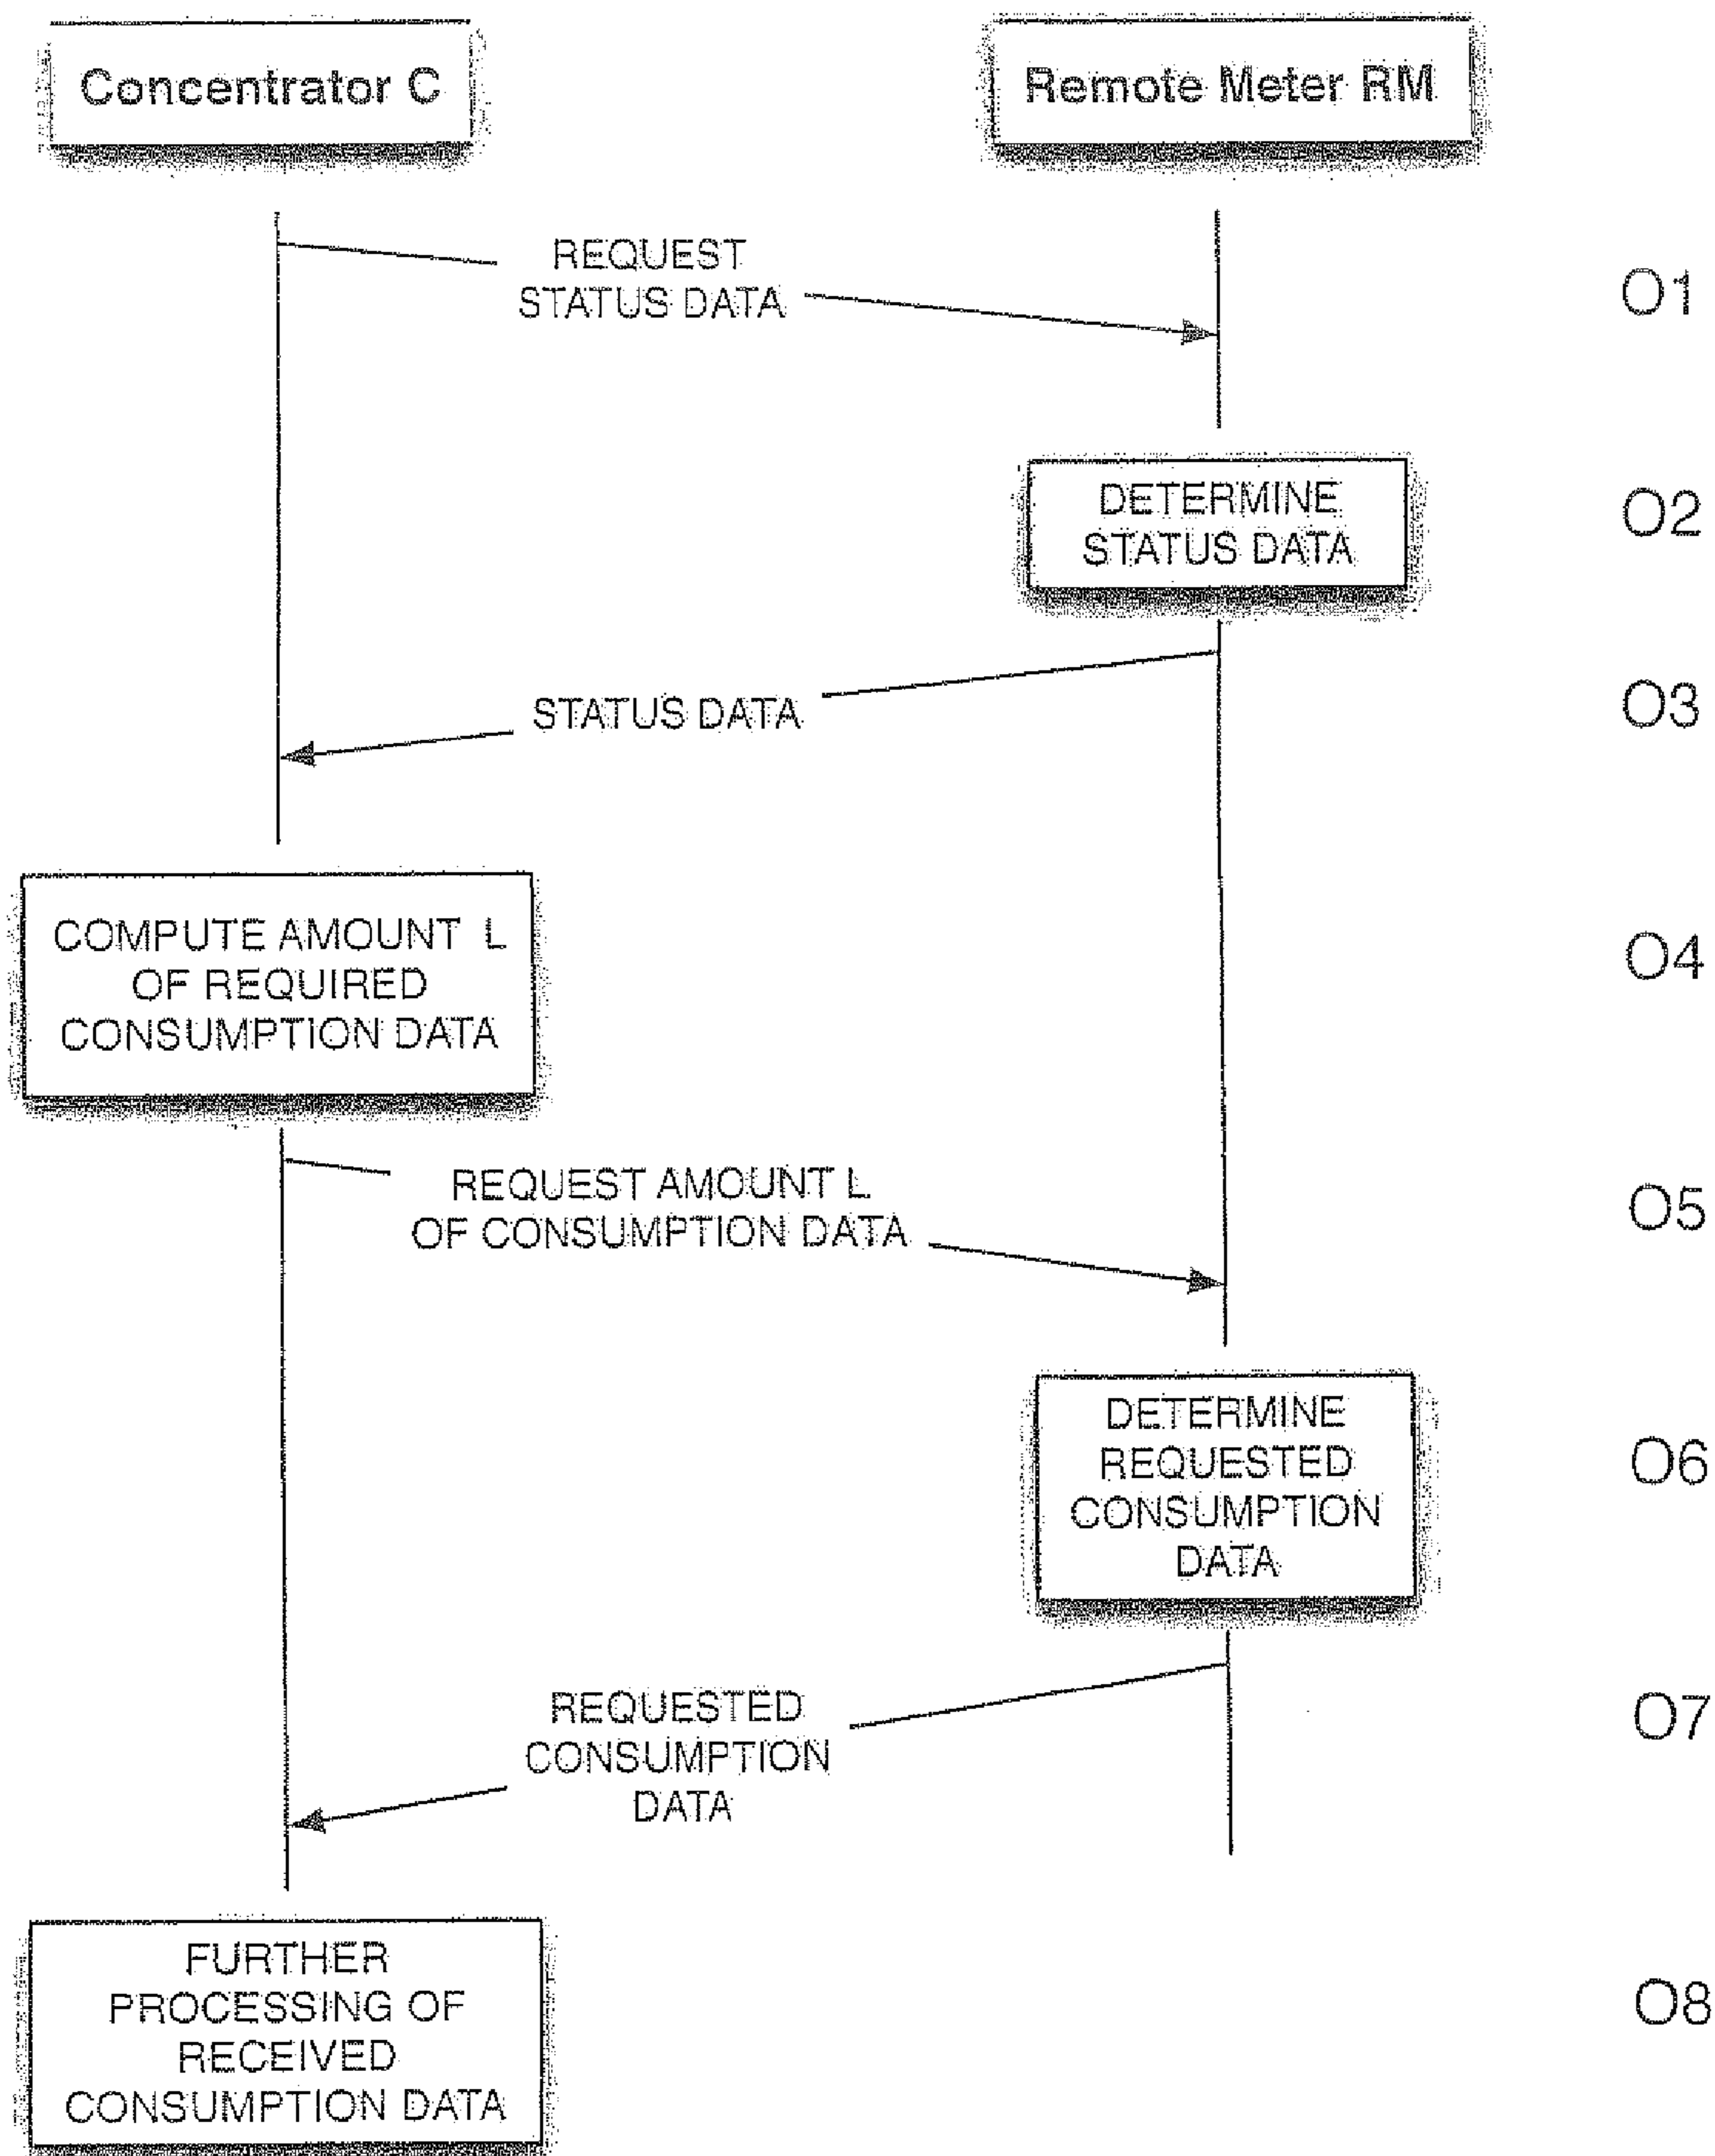 Concentrator C
Remote Meter RM
REQUEST
STATUS DATA
O1
DETERMINE
STATUS DATA
O2
STATUS DATA
O3
COMPUTE AMOUNT L
OF REQUIRED
CONSUMPTION DATA
O4
REQUEST AMOUNT L
OF CONSUMPTION DATA
O5
DETERMINE
REQUESTED
CONSUMPTION
DATA
O6
REQUESTED
CONSUMPTION
DATA
O7
FURTHER
PROCESSING OF
RECEIVED
CONSUMPTION DATA
O8